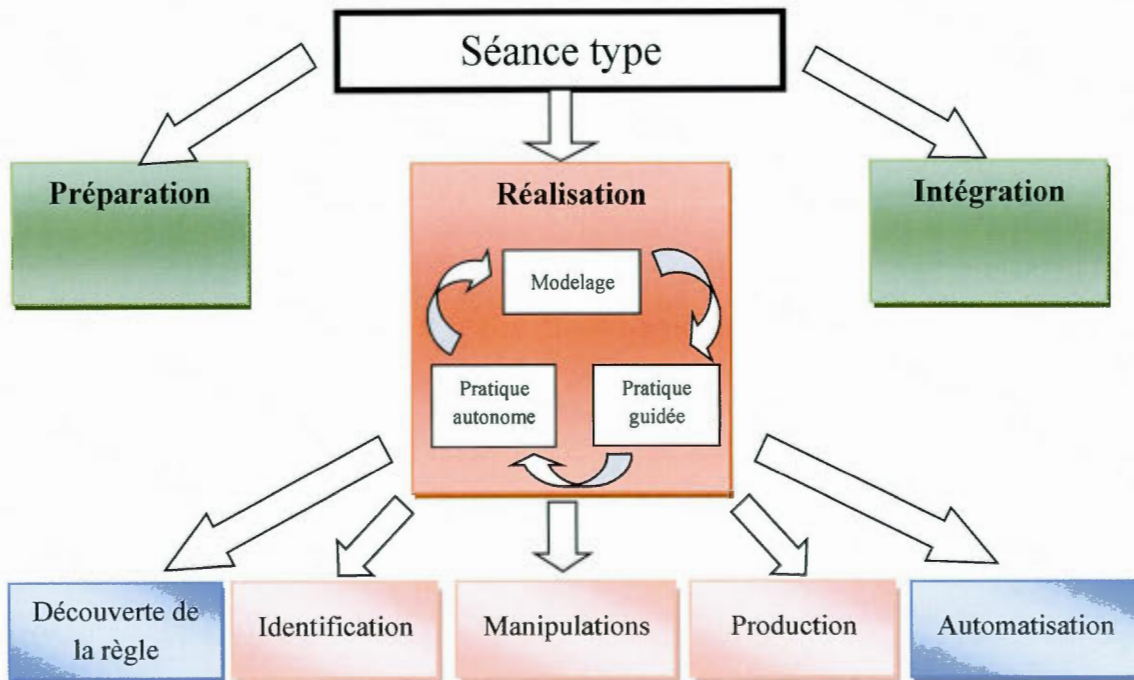 Séance type
Préparation
Réalisation
Intégration
Modelage
Pratique
autonome
Pratique
guidée
Découverte de
la règle
Identification
Manipulations
Production
Automatisation